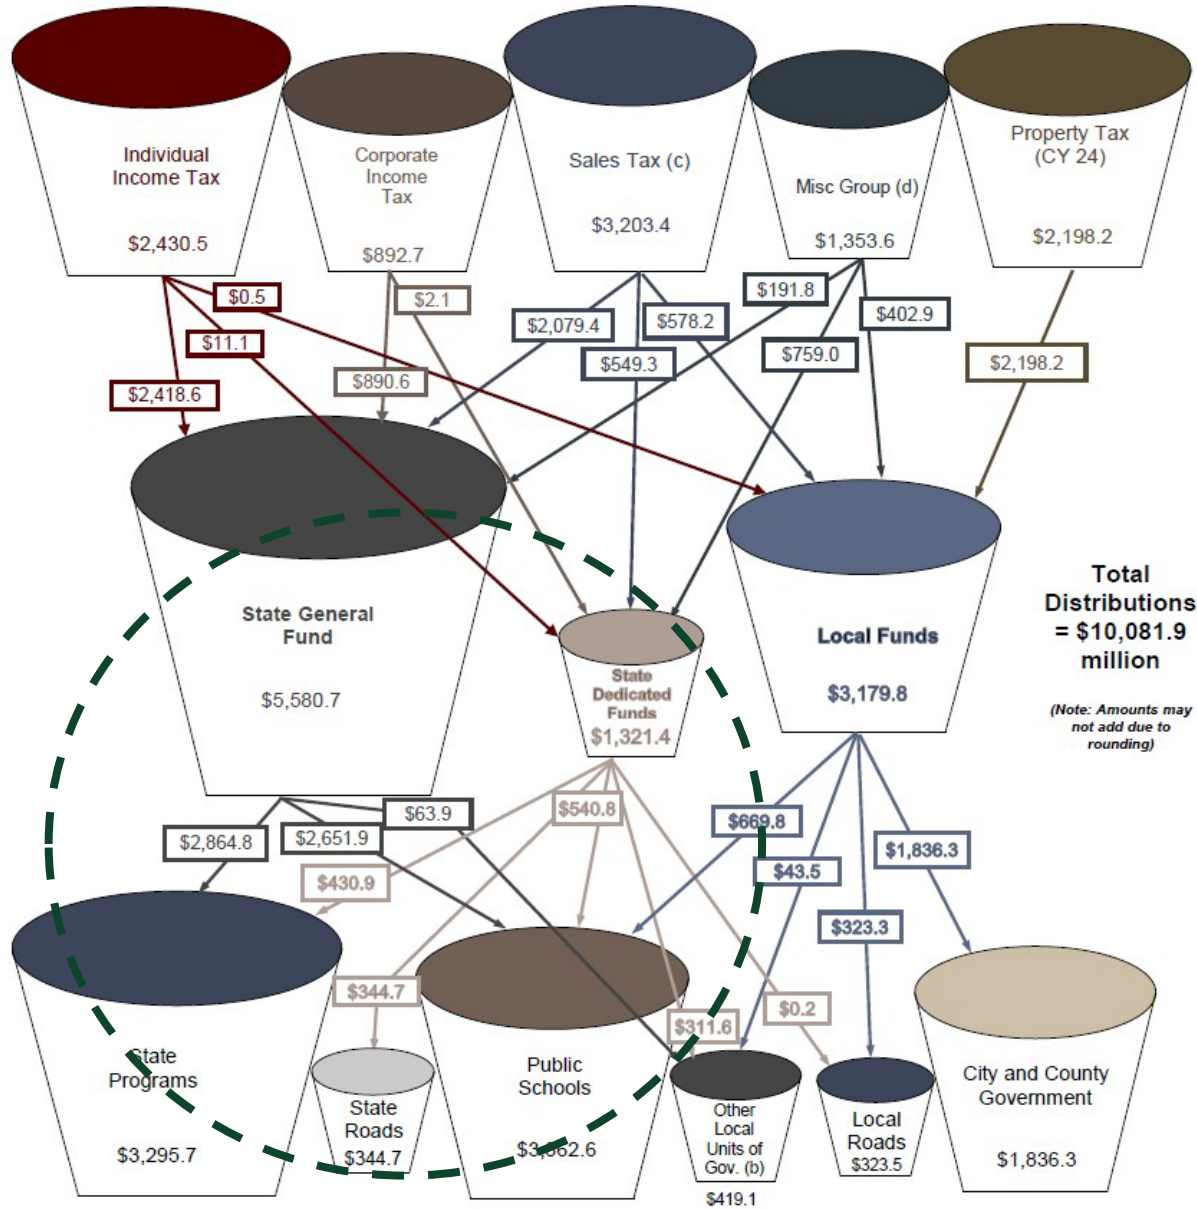 Individual
Income Tax
$2,430.5
Corporate
Income
Tax
$892.7
Sales Tax (c)
$3,203.4
Misc Group (d)
$1,353.6
Property Tax
(CY 24)
$2,198.2
$0.5
$11.1
$2,418.6
$2.1
$890.6
$2,079.4
$549.3
$578.2
$191.8
$759.0
$402.9
$2,198.2
State General
Fund
$5,580.7
State
Dedicated
Funds
$1,321.4
Local Funds
$3,179.8
Total
Distributions
= $10,081.9
million
(Note: Amounts may
not add due to
rounding)
$2,864.8
$2,651.9
$63.9
$430.9
$540.8
$344.7
$311.6
$0.2
$669.8
$43.5
$323.3
$1,836.3
State
Programs
$3,295.7
State
Roads
$344.7
Public
Schools
$3,862.6
Other
Local
Units of
Gov. (b)
$419.1
Local
Roads
$323.5
City and County
Government
$1,836.3